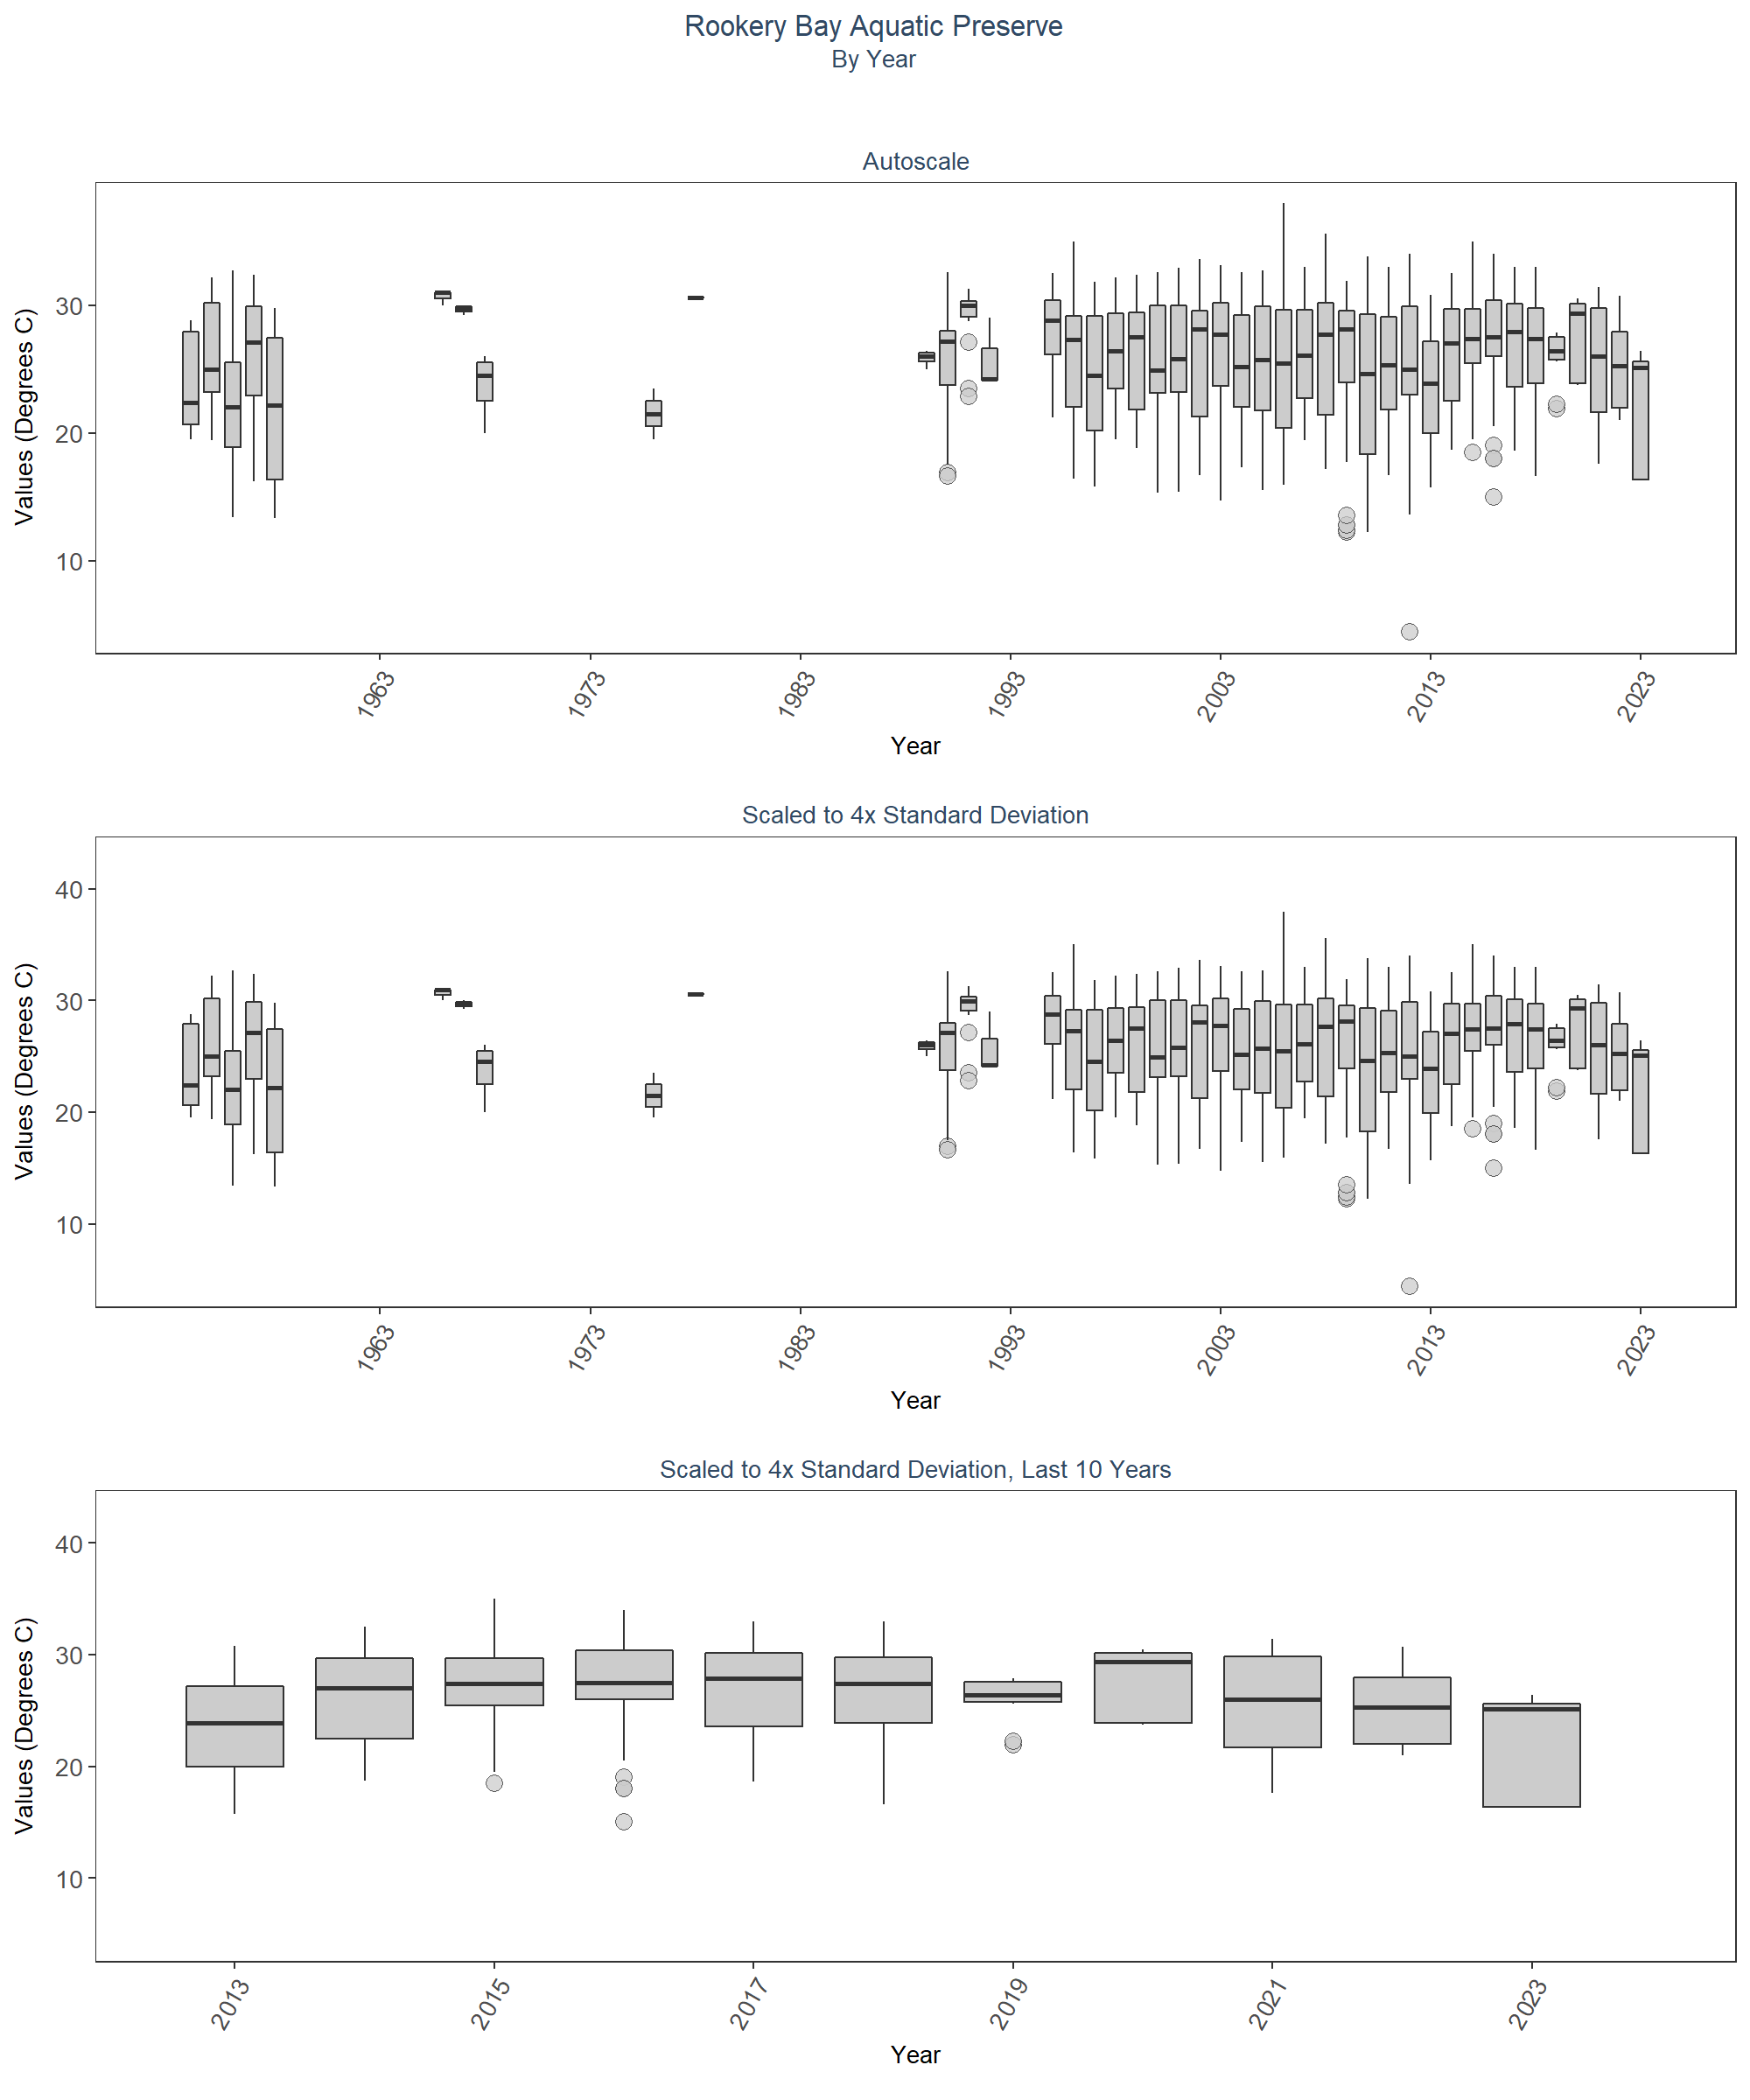 Rookery Bay Aquatic Preserve
By Year
Autoscale
Values (Degrees C)
30
20
10
1963 1973 1983 1993 2003 2013 2023
Year
Scaled to 4x Standard Deviation
Values (Degrees C)
40
30
20
10
1963 1973 1983 1993 2003 2013 2023
Year
Scaled to 4x Standard Deviation, Last 10 Years
Values (Degrees C)
40
30
20
10
2013 2015 2017 2019 2021 2023
Year